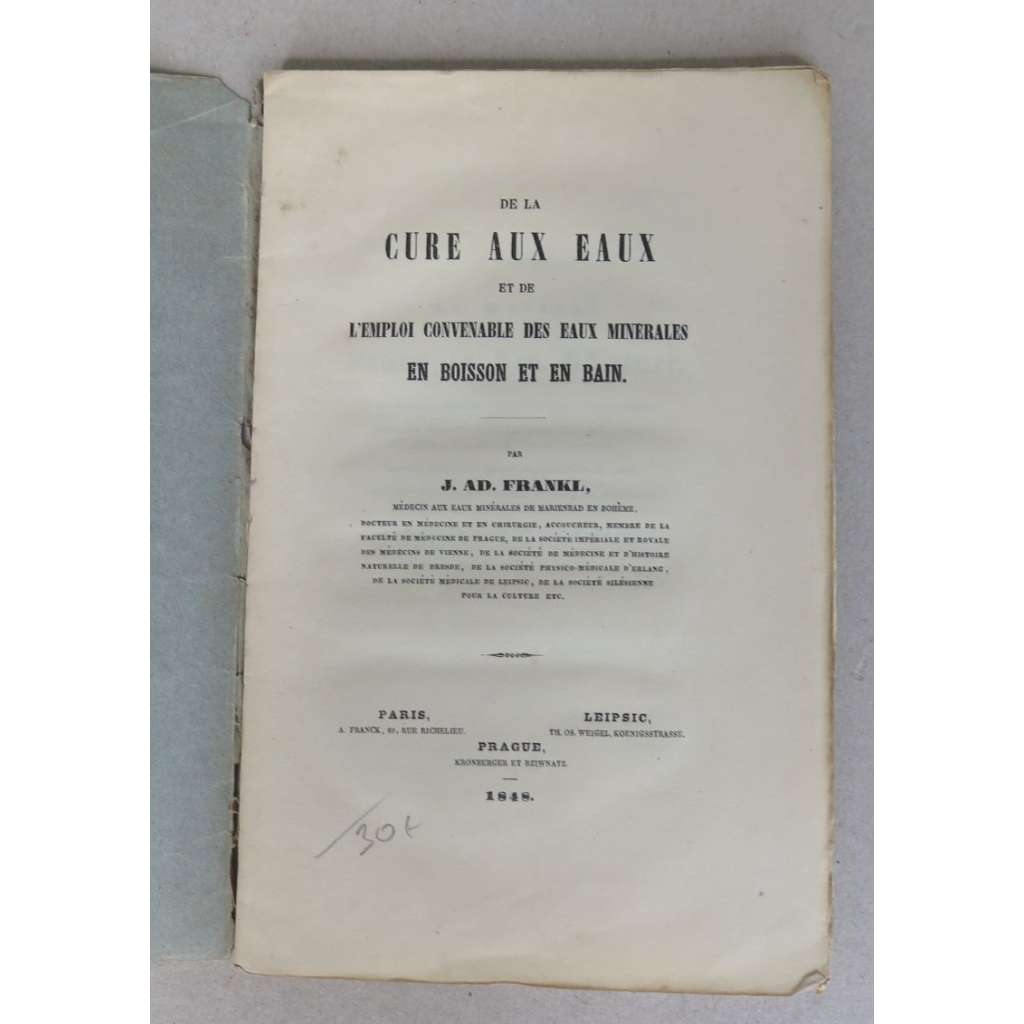 DE LA
CURE AUX EAUX
ET DE
L'EMPLOI CONVENABLE DES EAUX MINÉRALES
EN BOISSON ET EN BAIN.
PAR
J. AD. FRANKL,
MÉDECIN AUX EAUX MINÉRALES DE MARIENBAD EN BOHÊME,
DOCTEUR EN MÉDECINE ET EN CHIRURGIE, ACCOUCHEUR, MEMBRE DE LA
FACULTÉ DE MÉDECINE DE PRAGUE, DE LA SOCIÉTÉ IMPÉRIALE ET ROYALE
DES MÉDÉCINS DE VIENNE, DE LA SOCIÉTÉ DE MÉDECINE ET D'HISTOIRE
NATURELLE DE DRESDE, DE LA SOCIÉTÉ PHYSICO-MÉDICALE D'ERLANG,
DE LA SOCIÉTÉ MÉDICALE DE LEIPSIC, DE LA SOCIÉTÉ SILÉSIENNE
POUR LA CULTURE ETC.
PARIS,
A. FRANCK, 69. RUE RICHELIEU.
LEIPSIC,
TH. OS. WEIGEL, KOENIGSSTRASSE.
PRAGUE,
KRONBERGER ET RZIWNATZ.
1848.
30